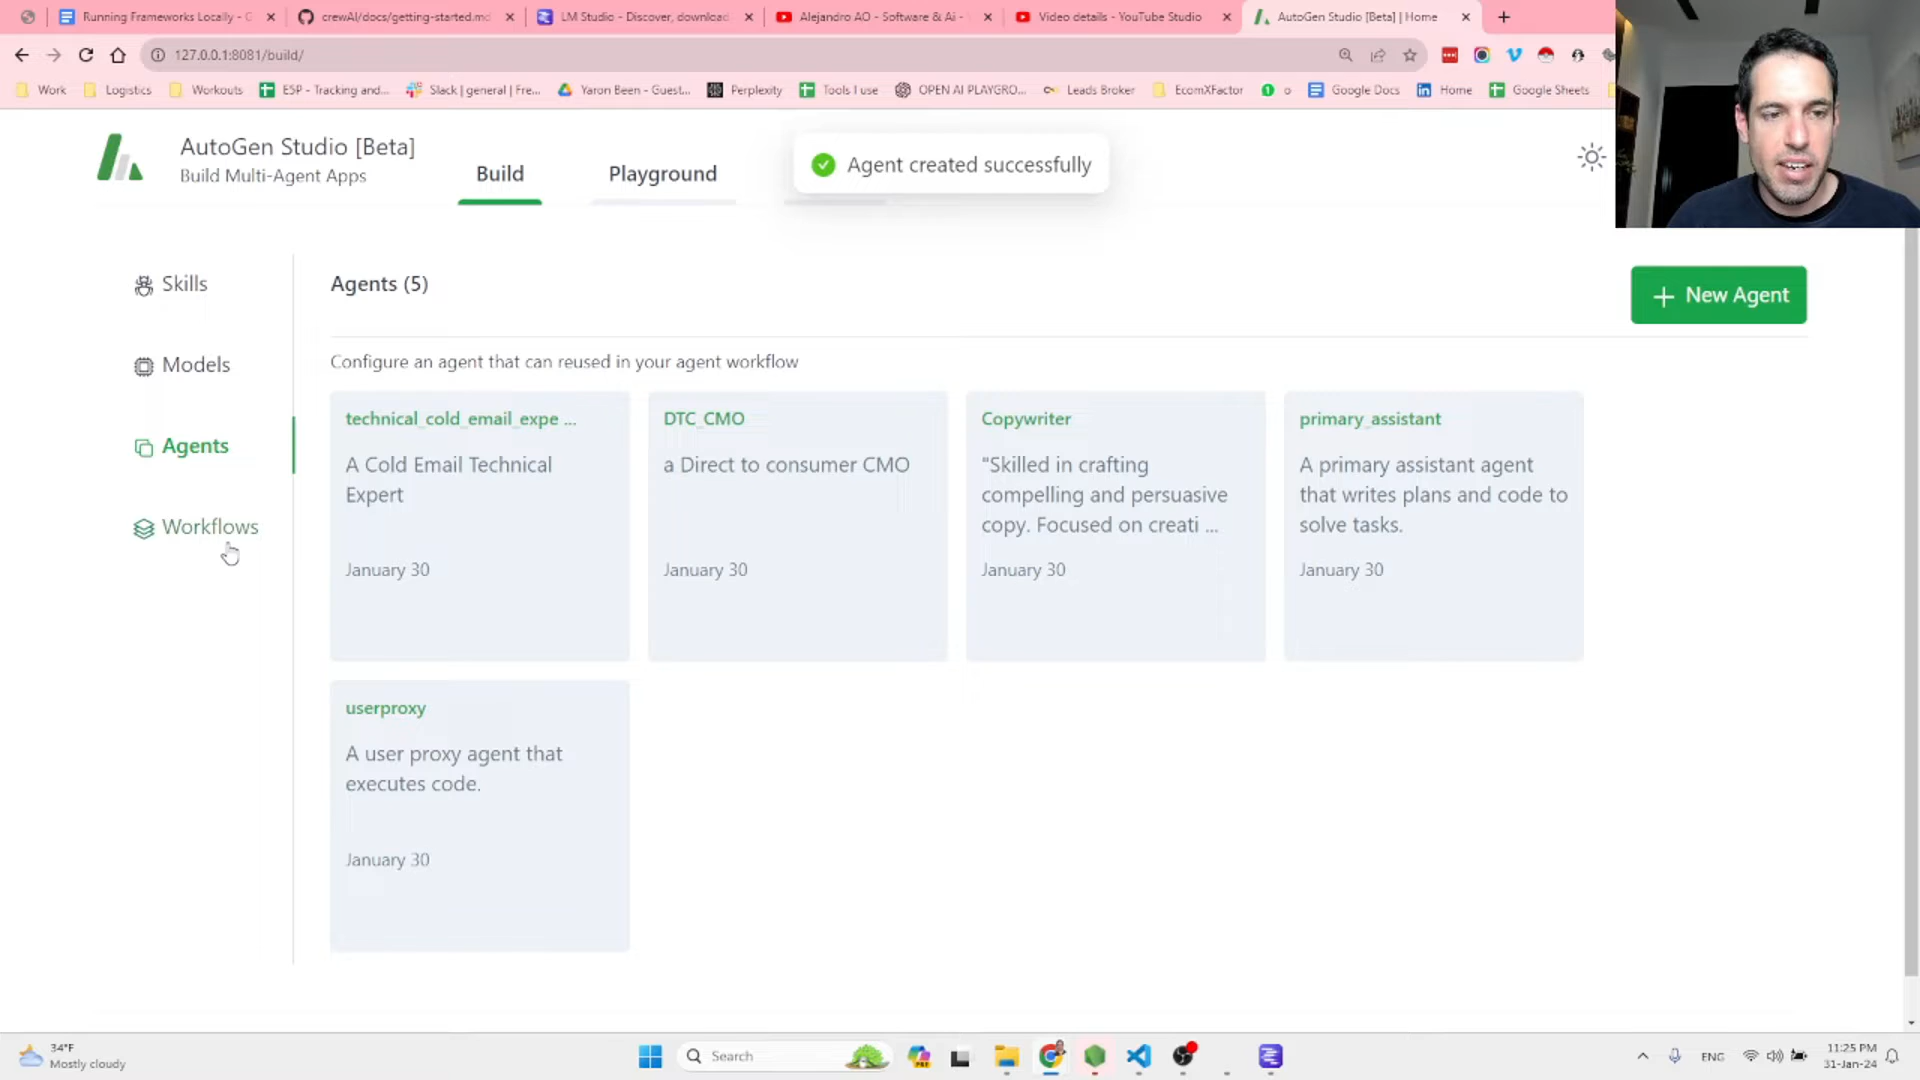 Running Frameworks Locally - G
crewAI/docs/getting-started.md
LM Studio - Discover, download
Alejandro AO - Software & Ai -
Video details - YouTube Studio
AutoGen Studio [Beta] | Home
127.0.0.1:8081/build/
Work
Logistics
Workouts
ESP - Tracking and...
Slack | general | Fre...
Yaron Been - Guest...
Perplexity
Tools I use
OPEN AI PLAYGRO...
Leads Broker
EcomXFactor
o
Google Docs
Home
Google Sheets
AutoGen Studio [Beta]
Build Multi-Agent Apps
Build
Playground
Agent created successfully
Skills
Models
Agents
Workflows
Agents (5)
New Agent
Configure an agent that can reused in your agent workflow
technical_cold_email_expe ...
A Cold Email Technical
Expert
January 30
DTC_CMO
a Direct to consumer CMO
January 30
Copywriter
"Skilled in crafting
compelling and persuasive
copy. Focused on creati ...
January 30
primary_assistant
A primary assistant agent
that writes plans and code to
solve tasks.
January 30
userproxy
A user proxy agent that
executes code.
January 30
34°F
Mostly cloudy
Search
ENG
11:25 PM
31-Jan-24